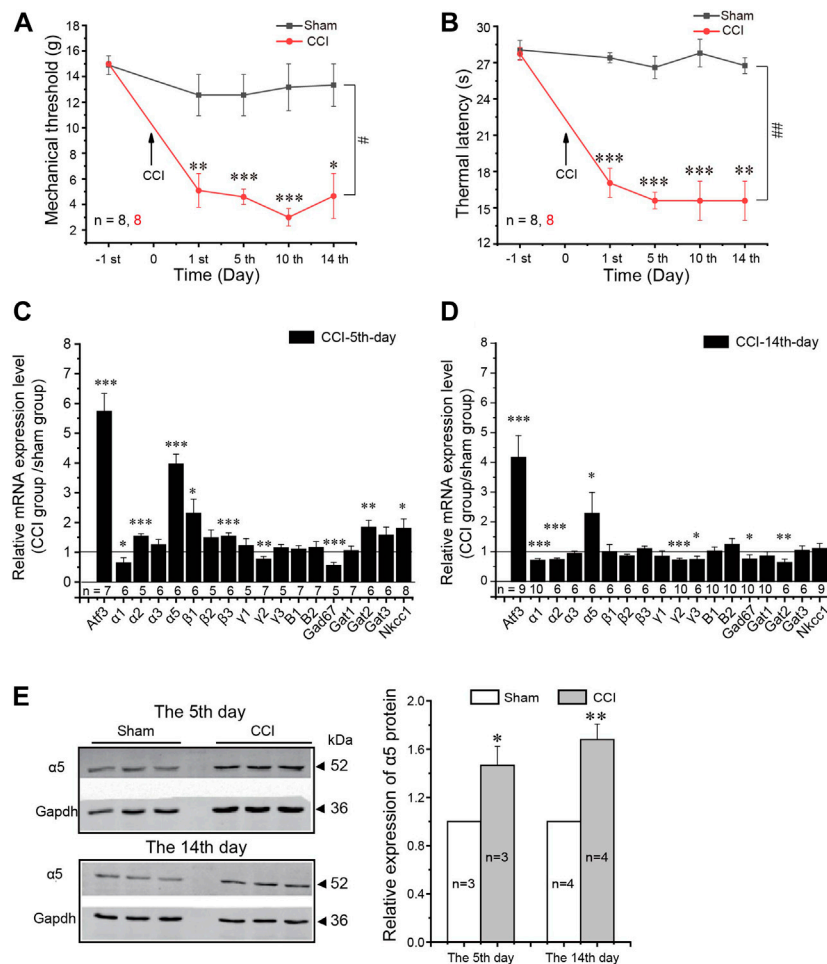 A
Sham
CCI
Mechanical threshold (g)
18
16
14
12
10
8
6
4
2
CCI
** *** *** *
#
n = 8, 8
-1 st 0 1 st 5 th 10 th 14 th
Time (Day)
B
Sham
CCI
Thermal latency (s)
30
27
24
21
18
15
12
CCI
*** *** *** **
##
n = 8, 8
-1 st 0 1 st 5 th 10 th 14 th
Time (Day)
C
CCI-5th-day
Relative mRNA expression level
(CCI group /sham group)
8
7
6
5
4
3
2
1
0
*** * *** *** * *** ** *** ** *
n = 7 6 5 6 6 6 6 6 5 7 5 7 7 5 7 6 6 8
Atf3 α1 α2 α3 α5 β1 β2 β3 γ1 γ2 γ3 B1 B2 Gad67 Gat1 Gat2 Gat3 Nkcc1
D
CCI-14th-day
Relative mRNA expression level
(CCI group/sham group)
8
7
6
5
4
3
2
1
0
*** *** *** * *** * * **
n = 9 10 6 6 6 6 6 6 6 10 6 10 10 10 10 6 6 9
Atf3 α1 α2 α3 α5 β1 β2 β3 γ1 γ2 γ3 B1 B2 Gad67 Gat1 Gat2 Gat3 Nkcc1
E
The 5th day
Sham CCI kDa
α5 52
Gapdh 36
The 14th day
α5 52
Gapdh 36
Sham CCI
Relative expression of α5 protein
2.0
1.6
1.2
0.8
0.4
0.0
* **
n=3 n=3 n=4 n=4
The 5th day The 14th day